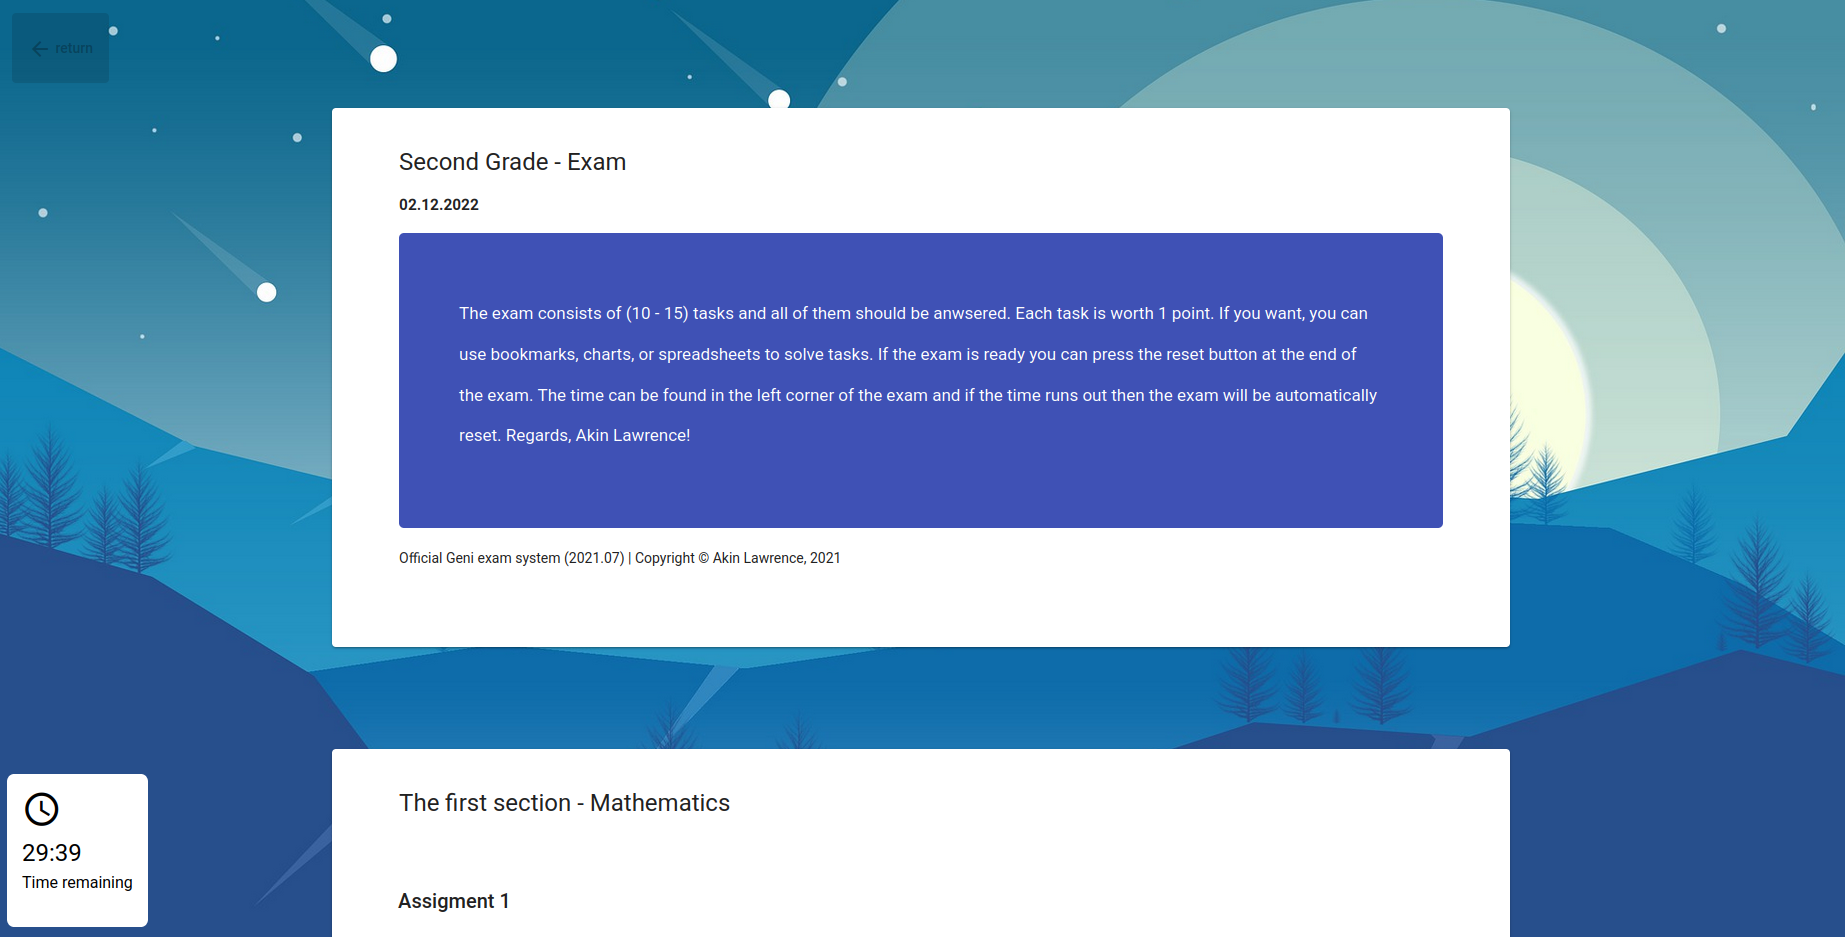 return
Second Grade - Exam
02.12.2022
The exam consists of (10 - 15) tasks and all of them should be anwsered. Each task is worth 1 point. If you want, you can
use bookmarks, charts, or spreadsheets to solve tasks. If the exam is ready you can press the reset button at the end of
the exam. The time can be found in the left corner of the exam and if the time runs out then the exam will be automatically
reset. Regards, Akin Lawrence!
Official Geni exam system (2021.07) | Copyright © Akin Lawrence, 2021
The first section - Mathematics
Assigment 1
29:39
Time remaining